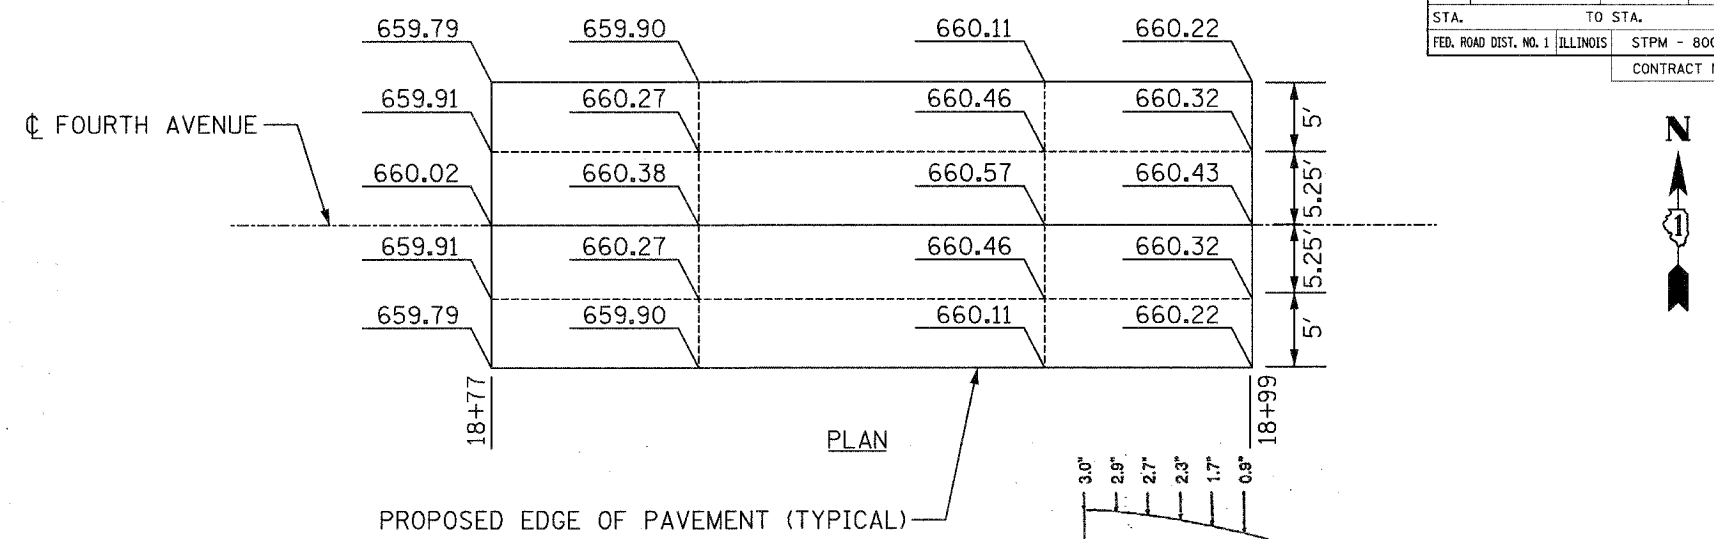 STA. TO STA.
FED. ROAD DIST. NO. 1 ILLINOIS STPM - 800
CONTRACT
659.79 659.90 660.11 660.22
659.91 660.27 660.46 660.32 5'
℄ FOURTH AVENUE
N
660.02 660.38 660.57 660.43 5.25'
1
659.91 660.27 660.46 660.32 5.25'
659.79 659.90 660.11 660.22 5'
18+77 18+99
PLAN
3.0" 2.9" 2.7" 2.3" 1.7" 0.9"
PROPOSED EDGE OF PAVEMENT (TYPICAL)